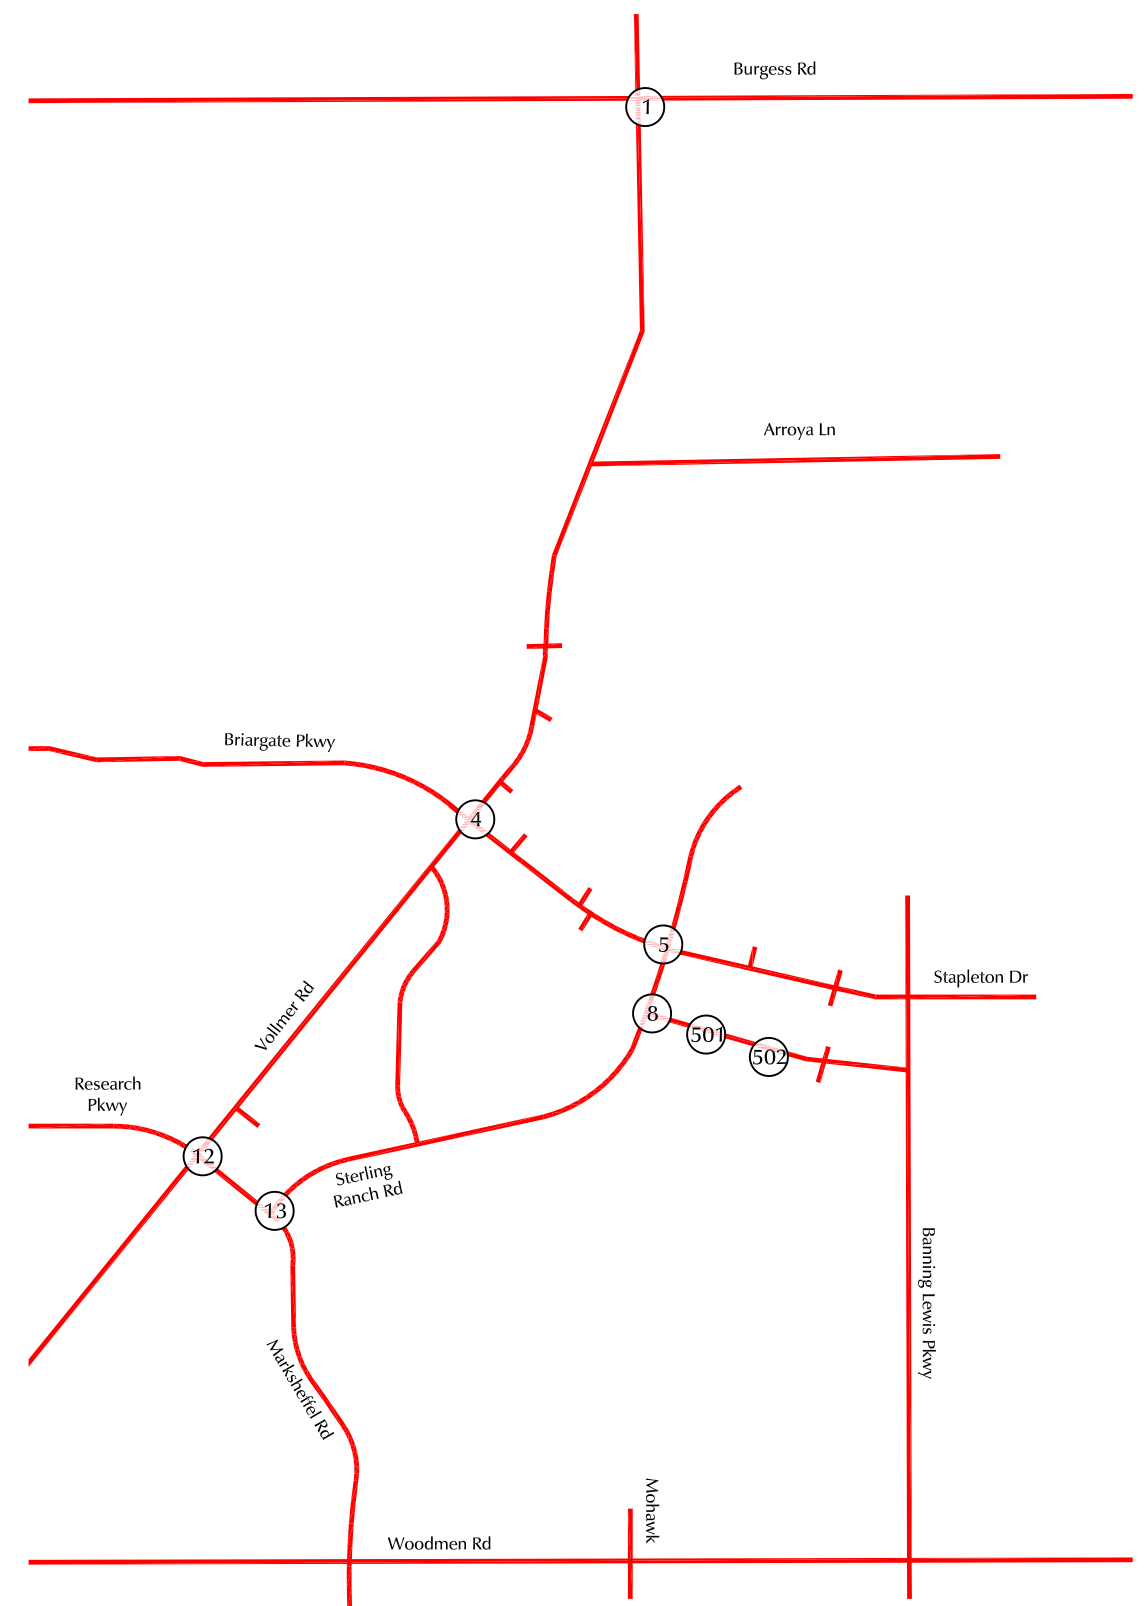 Burgess Rd
1
Arroya Ln
Briargate Pkwy
4
5
Stapleton Dr
Vollmer Rd
8
501
502
Research
Pkwy
12
Sterling
Ranch Rd
13
Banning Lewis Pkwy
Marksheffel Rd
Mohawk
Woodmen Rd